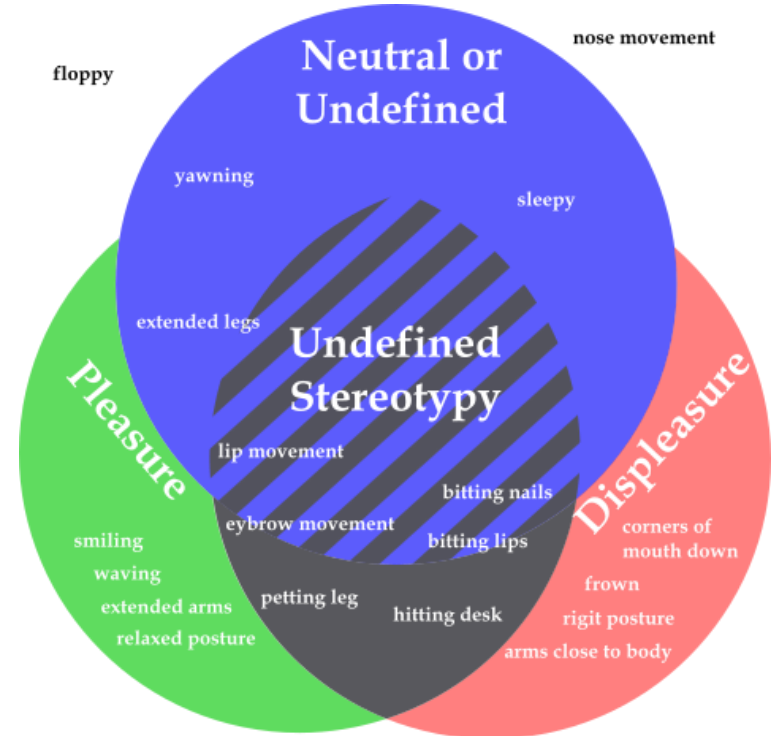 nose movement
floppy
Neutral or
Undefined
yawning
sleepy
extended legs
Undefined
Stereotypy
Pleasure
Displeasure
lip movement
bitting nails
eybrow movement
bitting lips
corners of
mouth down
smiling
waving
frown
extended arms
petting leg
hitting desk
rigit posture
relaxed posture
arms close to body